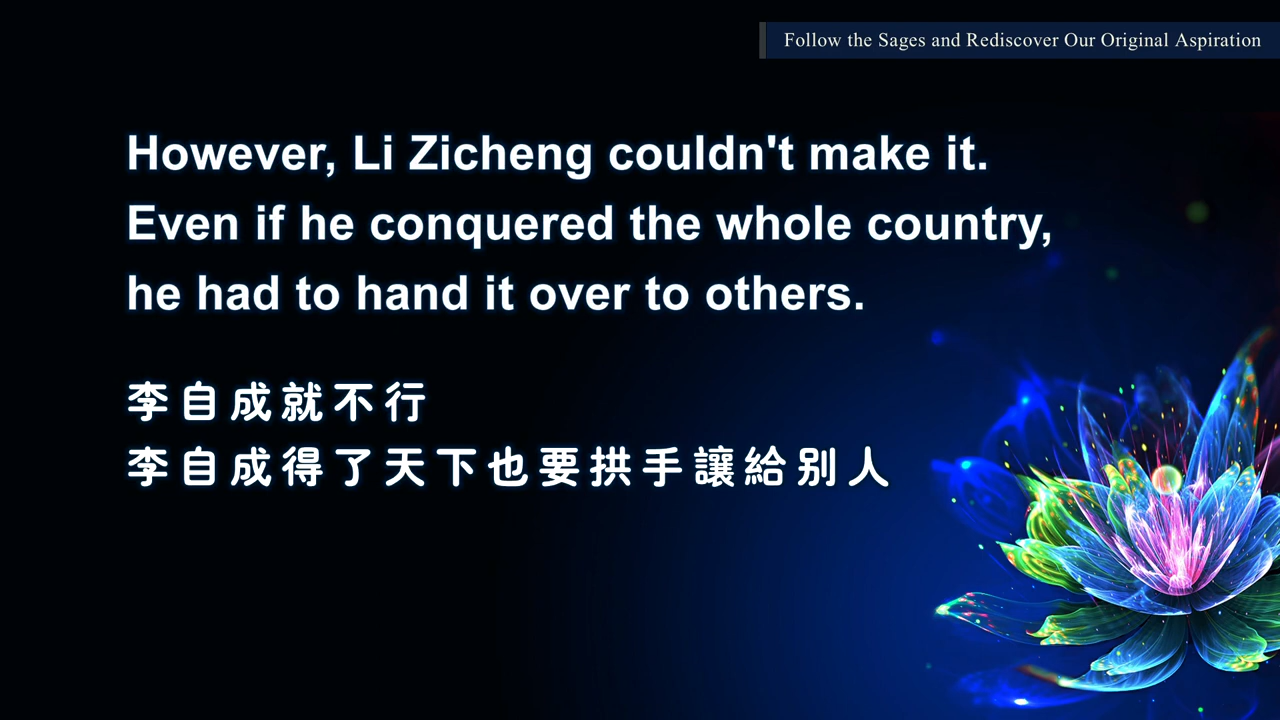 Follow the Sages and Rediscover Our Original Aspiration
However, Li Zicheng couldn't make it.
Even if he conquered the whole country,
he had to hand it over to others.
李自成就不行
李自成得了天下也要拱手讓給別人